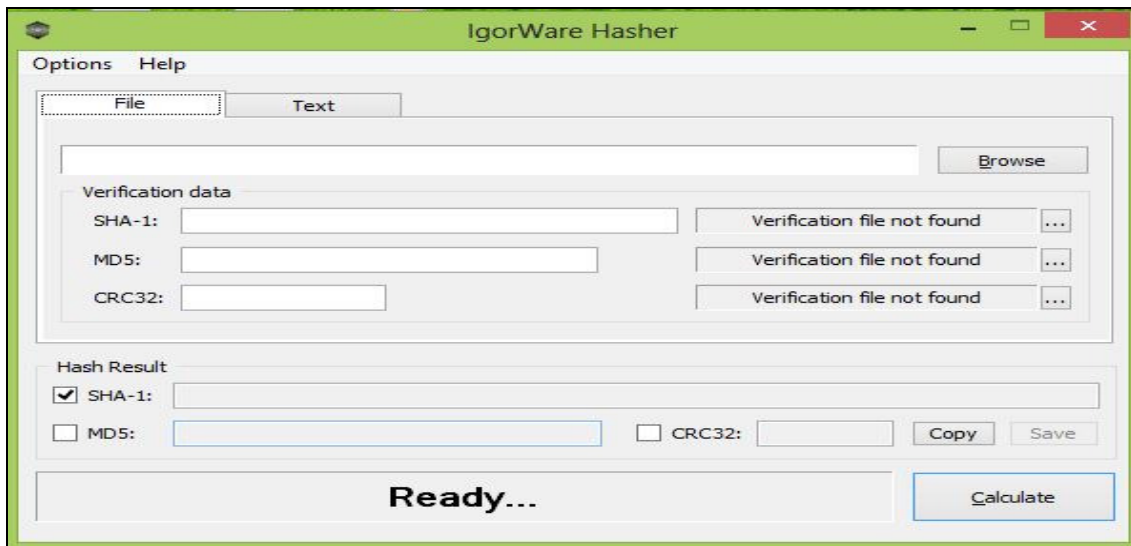 IgorWare Hasher
Options Help
File Text
Browse
Verification data
SHA-1: Verification file not found ...
MD5: Verification file not found ...
CRC32: Verification file not found ...
Hash Result
SHA-1:
MD5: CRC32: Copy Save
Ready... Calculate